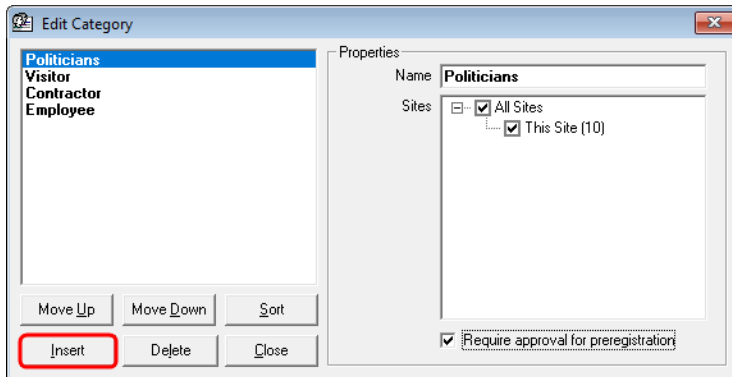 Edit Category
Politicians
Visitor
Contractor
Employee
Move Up Move Down Sort
Insert Delete Close
Properties
Name Politicians
Sites All Sites
This Site (10)
Require approval for preregistration